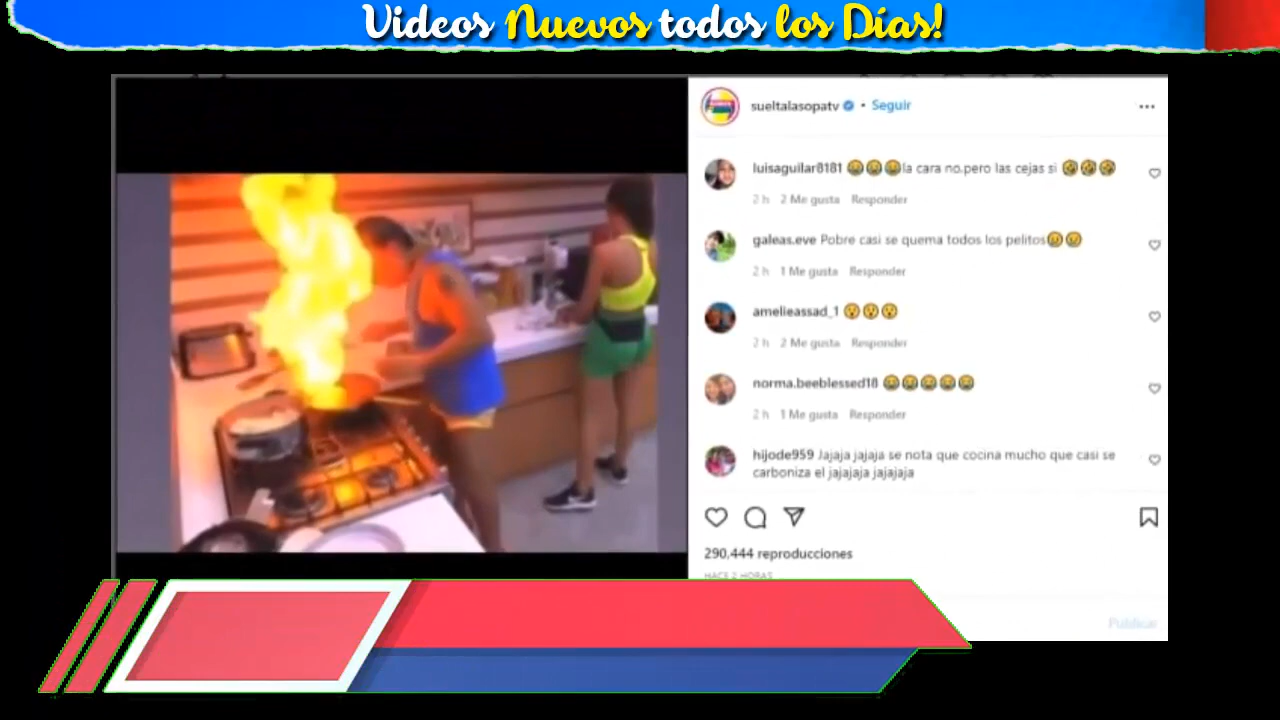 Videos Nuevos todos los Días!
sueltalasopatv • Seguir
luisaguilar8181 😂😂😂la cara no.pero las cejas si 🤣🤣🤣
2 h 2 Me gusta Responder
galeas.eve Pobre casi se quema todos los pelitos😖😖
2 h 1 Me gusta Responder
amelieassad_1 😮😮😮
2 h 2 Me gusta Responder
norma.beeblessed18 😂😂😂😂😂
2 h 1 Me gusta Responder
hijode959 Jajaja jajaja se nota que cocina mucho que casi se
carboniza el jajajaja jajajaja
290,444 reproducciones
HACE 2 HORAS
Publicar